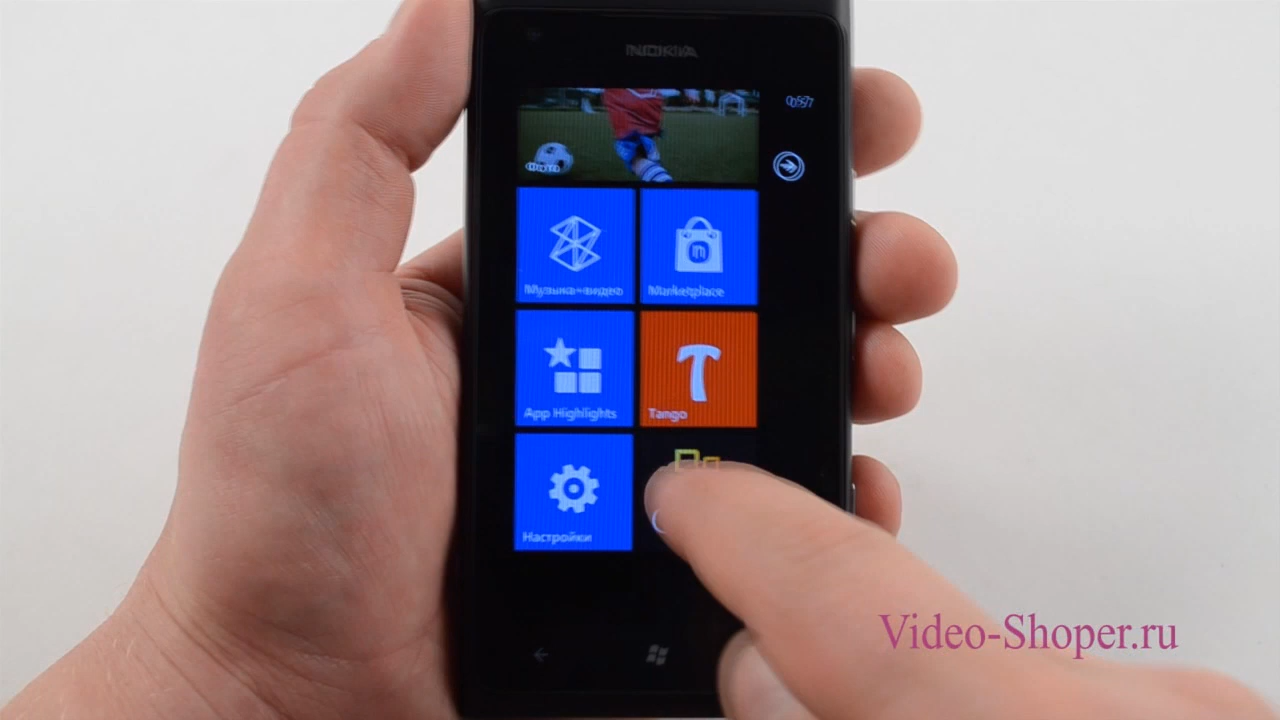 NOKIA
Музыка+видео
Marketplace
App Highlights
Tango
Настройки
Video-Shoper.ru